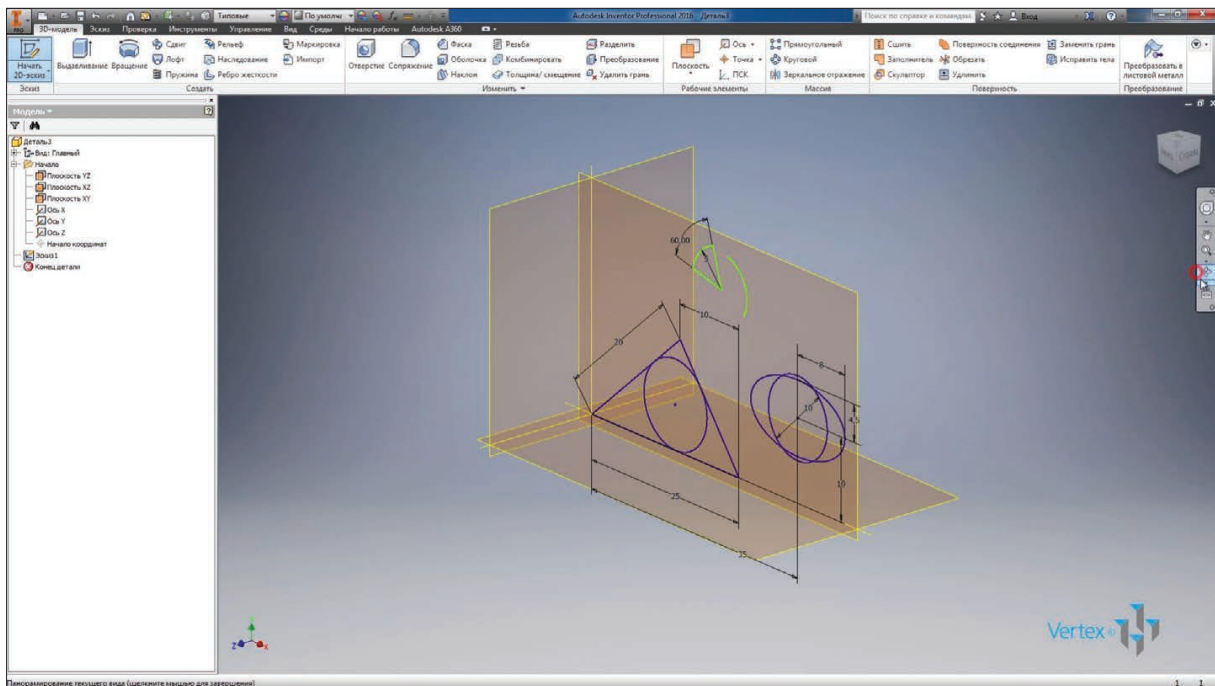 PRO
Типовые
По умолч
Autodesk Inventor Professional 2016 Деталь3
Поиск по справке и командам.
Вход
3D-модель Эскиз Проверка Инструменты Управление Вид Среды Начало работы Autodesk A360
Начать 2D-эскиз
Выдавливание
Вращение
Сдвиг
Лофт
Пружина
Рельеф
Наследование
Ребро жесткости
Маркировка
Импорт
Отверстие
Сопряжение
Фаска
Оболочка
Наклон
Резьба
Комбинировать
Толщина/ смещение
Разделить
Преобразование
Удалить грань
Плоскость
Ось
Точка
ПСК
Прямоугольный
Круговой
Зеркальное отражение
Сшить
Заполнитель
Скульптор
Поверхность соединения
Обрезать
Удлинить
Заменить грань
Исправить тела
Преобразовать в листовой металл
Эскиз
Создать
Изменить
Рабочие элементы
Массив
Поверхность
Преобразование
Модель
Деталь3
Вид: Главный
Начало
Плоскость YZ
Плоскость XZ
Плоскость XY
Ось X
Ось Y
Ось Z
Начало координат
Эскиз1
Конец детали
60,00
10
20
8
10
4,5
10
25
35
Z
X
Vertex
Панорамирование текущего вида (щелкните мышью для завершения)
1 1